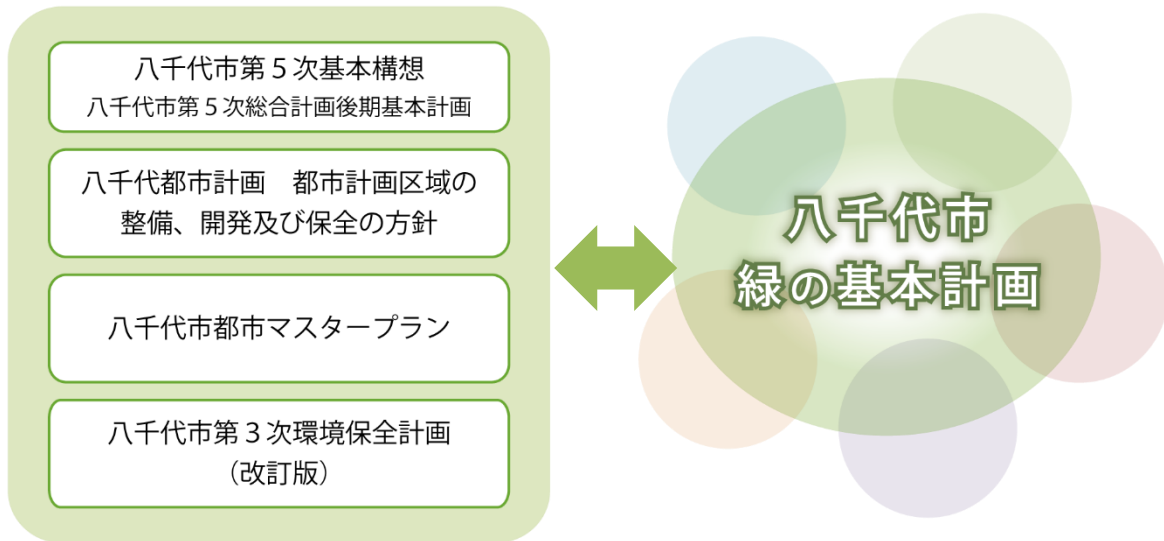 八千代市第５次基本構想
八千代市第５次総合計画後期基本計画
八千代都市計画　都市計画区域の
整備、開発及び保全の方針
八千代市都市マスタープラン
八千代市第３次環境保全計画
（改訂版）
八千代市
緑の基本計画